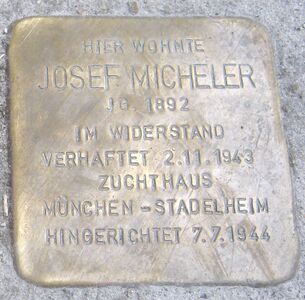 HIER WOHNTE
JOSEF MICHELER
JG. 1892
IM WIDERSTAND
VERHAFTET 2.11.1943
ZUCHTHAUS
MÜNCHEN-STADELHEIM
HINGERICHTET 7.7.1944